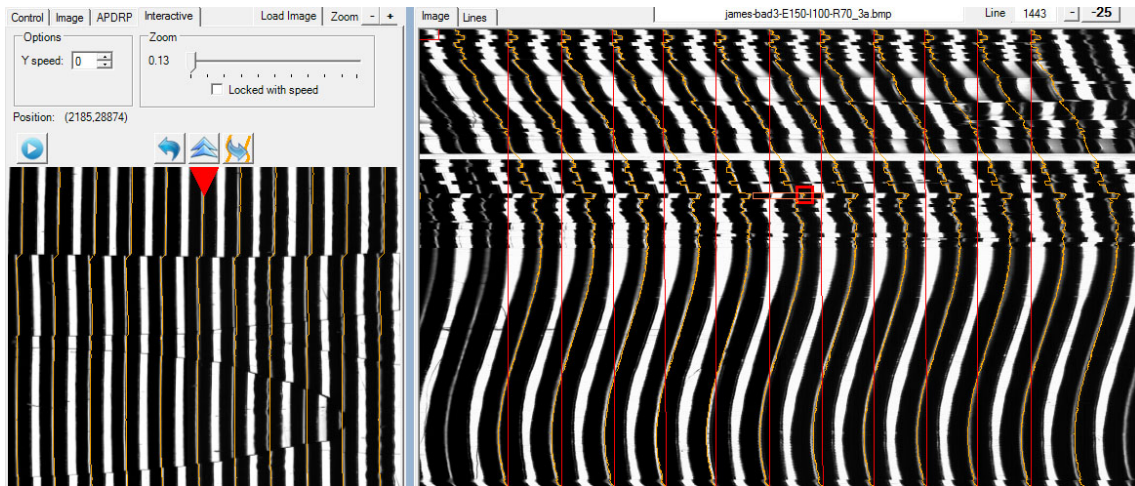 Control Image APDRP Interactive Load Image Zoom - +
Options
Y speed: 0
Zoom
0.13
Locked with speed
Position: (2185,28874)
Image Lines james-bad3-E150-I100-R70_3a.bmp Line 1443 - -25